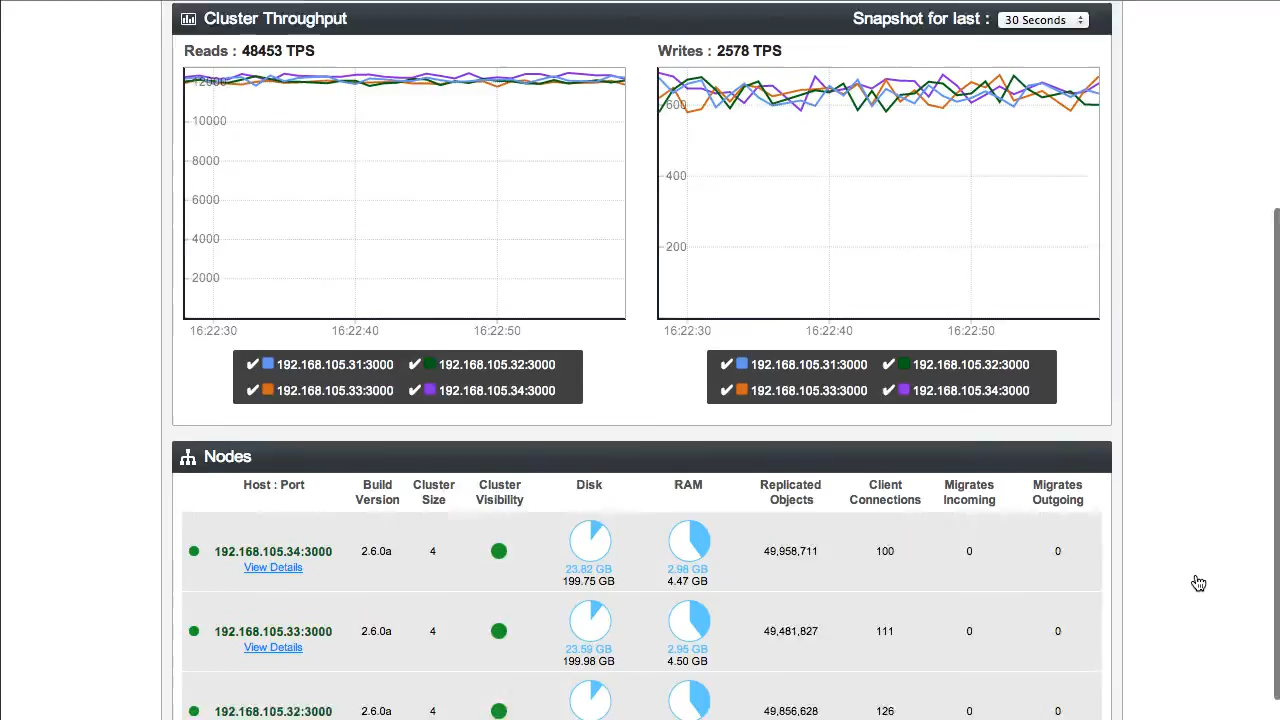 Cluster Throughput Snapshot for last : 30 Seconds
Reads : 48453 TPS
12000
10000
8000
6000
4000
2000
16:22:30 16:22:40 16:22:50
✔ 192.168.105.31:3000 ✔ 192.168.105.32:3000
✔ 192.168.105.33:3000 ✔ 192.168.105.34:3000
Writes : 2578 TPS
600
400
200
16:22:30 16:22:40 16:22:50
✔ 192.168.105.31:3000 ✔ 192.168.105.32:3000
✔ 192.168.105.33:3000 ✔ 192.168.105.34:3000
Nodes
Host : Port Build Cluster Cluster Disk RAM Replicated Client Migrates Migrates
Version Size Visibility Objects Connections Incoming Outgoing
192.168.105.34:3000 2.6.0a 4 49,958,711 100 0 0
View Details 23.82 GB 2.98 GB
199.75 GB 4.47 GB
192.168.105.33:3000 2.6.0a 4 49,481,827 111 0 0
View Details 23.59 GB 2.95 GB
199.98 GB 4.50 GB
192.168.105.32:3000 2.6.0a 4 49,856,628 126 0 0